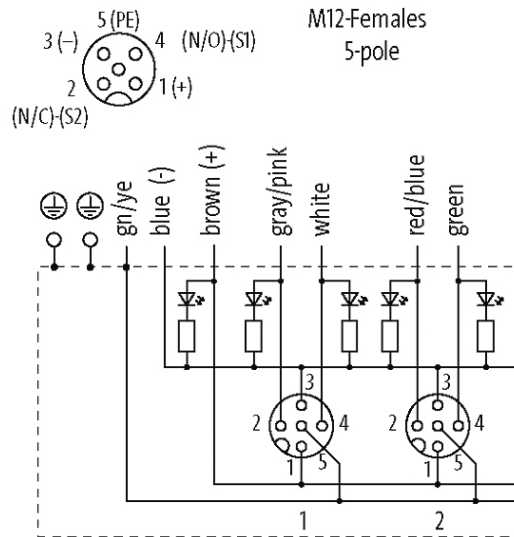 M12-Females
5-pole
5 (PE)
3 (–)
4 (N/O)-(S1)
2
1 (+)
(N/C)-(S2)
gn/ye
blue (-)
brown (+)
gray/pink
white
red/blue
green
3
3
2
4
2
4
1
5
1
5
1
2